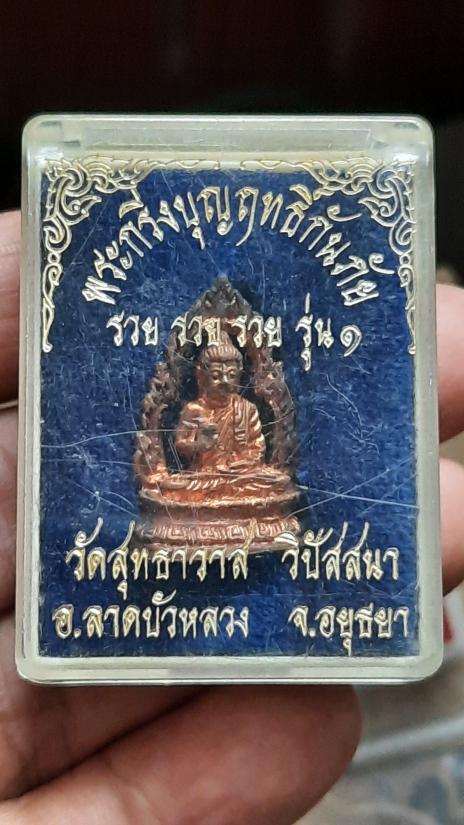 พระกริ่งบุญฤทธิ์กันภัย
รวย รวย รวย รุ่น ๑
วัดสุทธาวาส วิปัสสนา
อ.ลาดบัวหลวง จ.อยุธยา